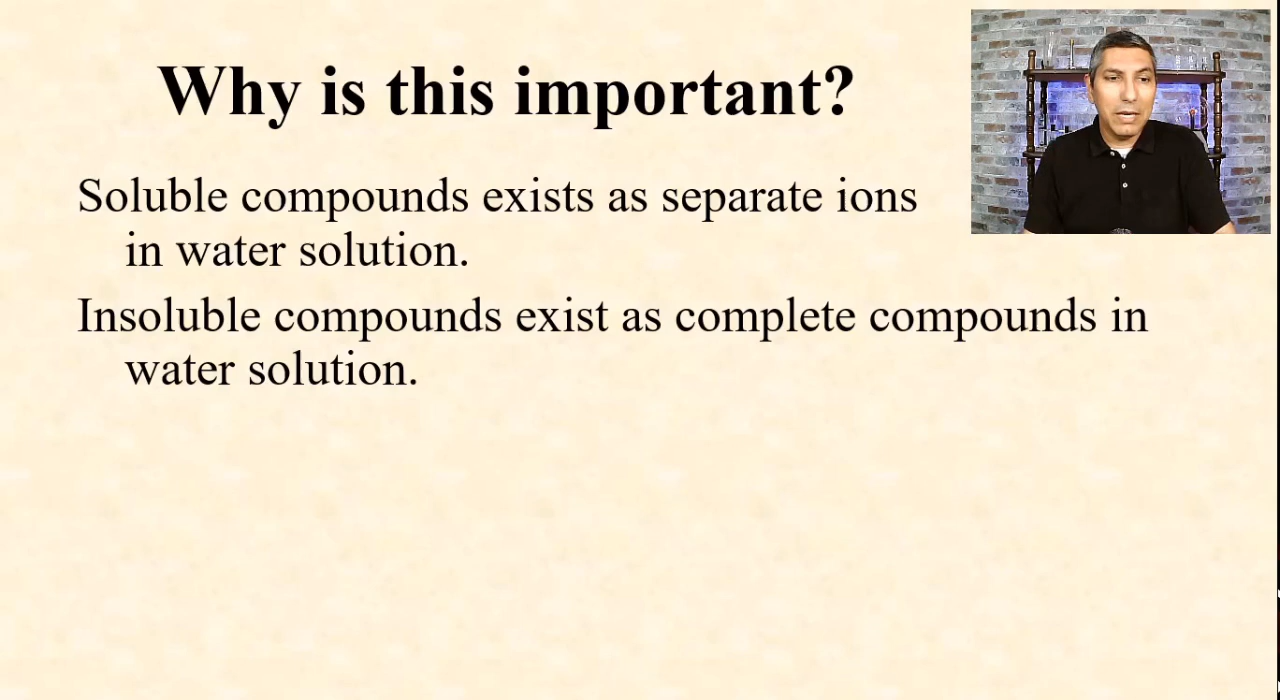 Why is this important?
Soluble compounds exists as separate ions
in water solution.
Insoluble compounds exist as complete compounds in
water solution.